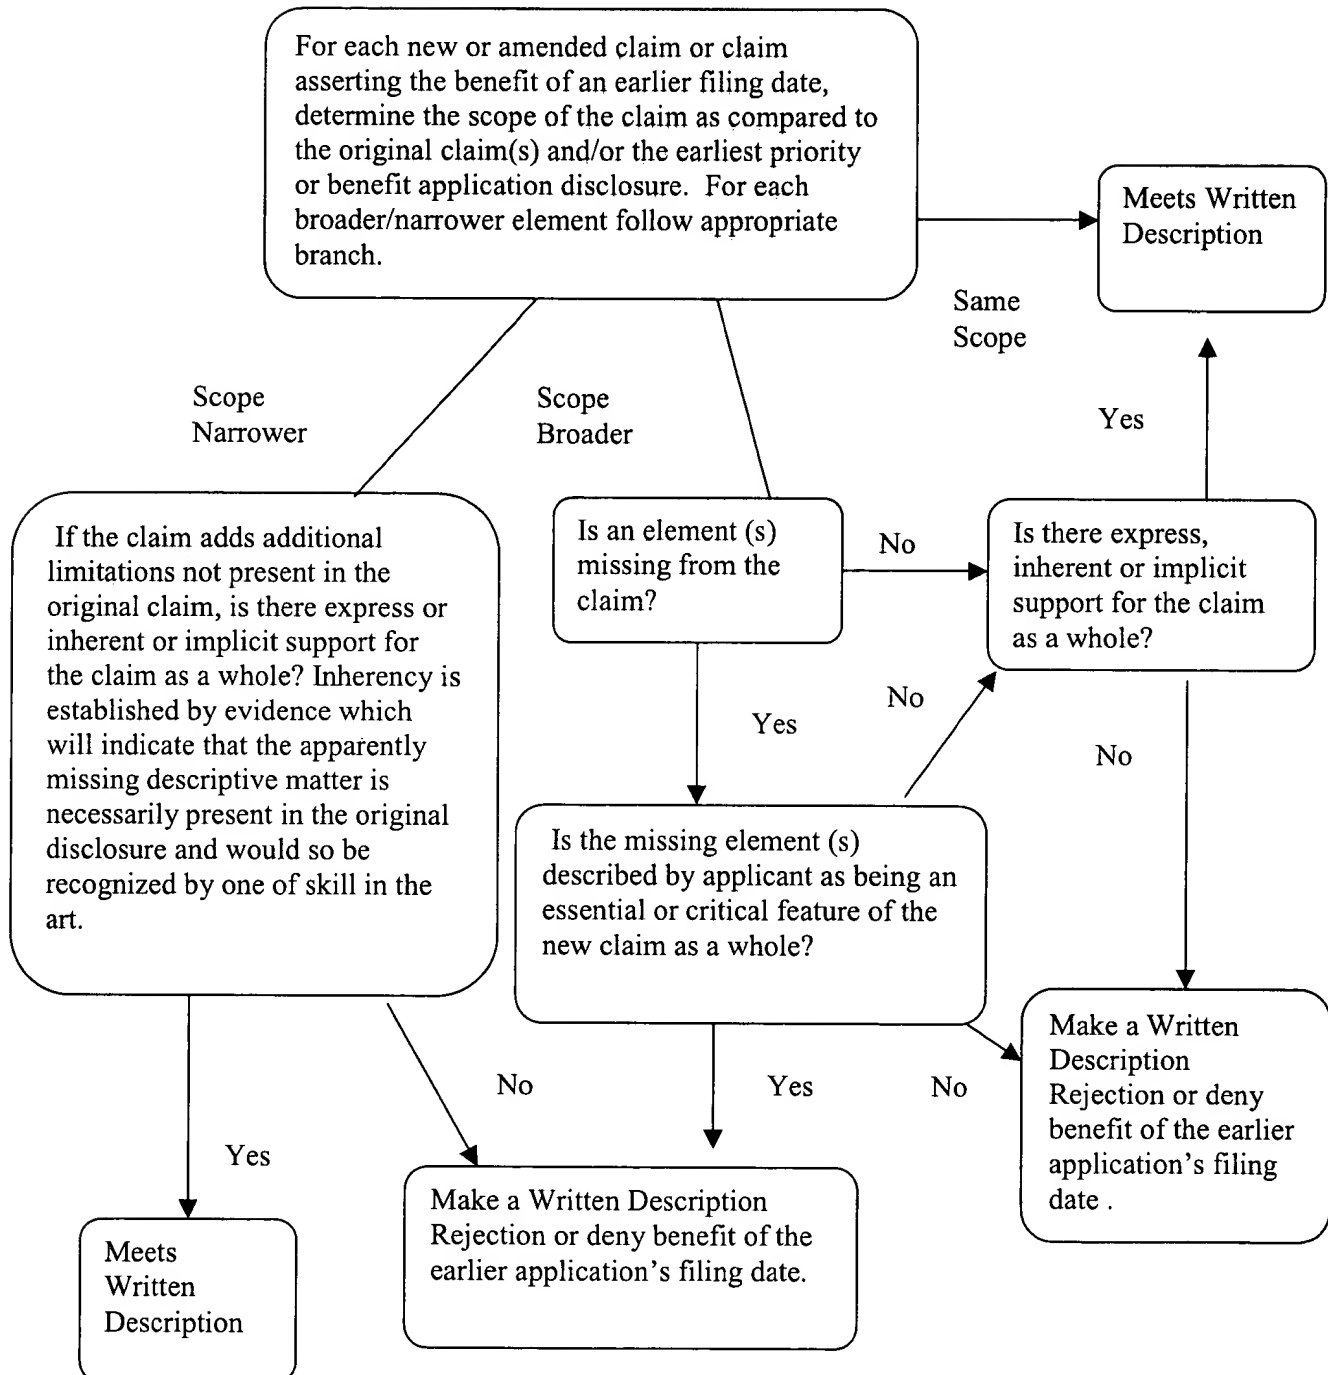 For each new or amended claim or claim
asserting the benefit of an earlier filing date,
determine the scope of the claim as compared to
the original claim(s) and/or the earliest priority
or benefit application disclosure. For each
broader/narrower element follow appropriate
branch.
Meets Written
Description
Same
Scope
Scope
Narrower
Scope
Broader
Yes
If the claim adds additional
limitations not present in the
original claim, is there express or
inherent or implicit support for
the claim as a whole? Inherency is
established by evidence which
will indicate that the apparently
missing descriptive matter is
necessarily present in the original
disclosure and would so be
recognized by one of skill in the
art.
Is an element (s)
missing from the
claim?
No
Is there express,
inherent or implicit
support for the claim
as a whole?
Yes
No
No
Is the missing element (s)
described by applicant as being an
essential or critical feature of the
new claim as a whole?
No
Yes
No
Make a Written
Description
Rejection or deny
benefit of the earlier
application's filing
date .
Yes
Make a Written Description
Rejection or deny benefit of the
earlier application's filing date.
Meets
Written
Description